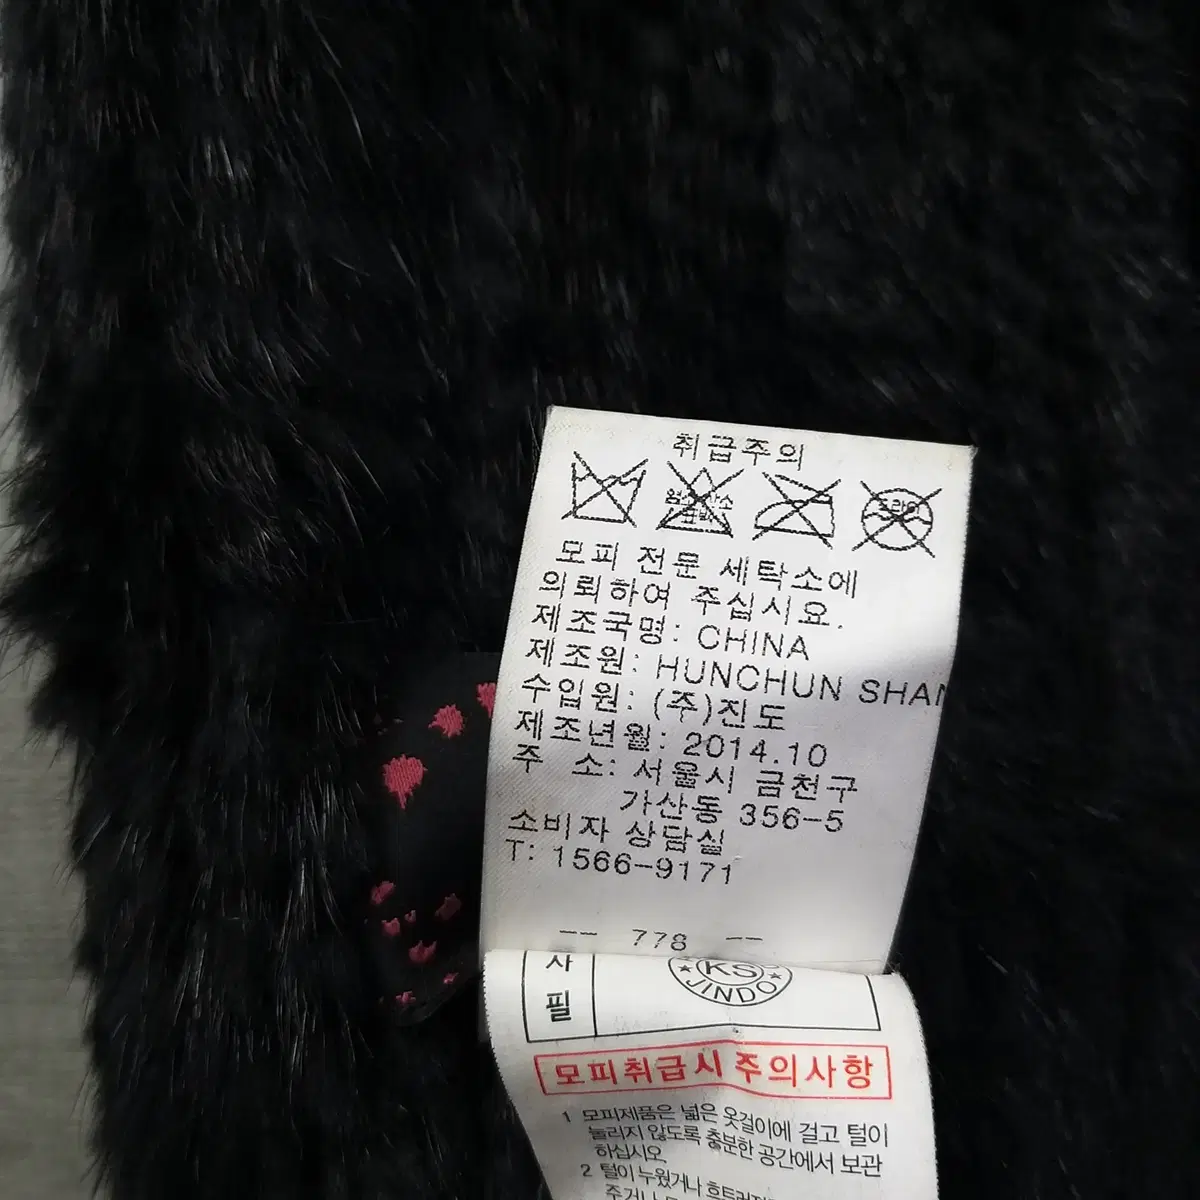 취급주의
드라이
모피 전문 세탁소에
의뢰하여 주십시요.
제조국명: CHINA
제조원: HUNCHUN SHAN
수입원: (주)진도
제조년월: 2014.10
주 소: 서울시 금천구
가산동 356-5
소비자 상담실
T: 1566-9171
-- 778 --
사
필
KS
JINDO
모피취급시 주의사항
1 모피제품은 넓은 옷걸이에 걸고 털이
눌리지 않도록 충분한 공간에서 보관
하십시오.
2 털이 누웠거나